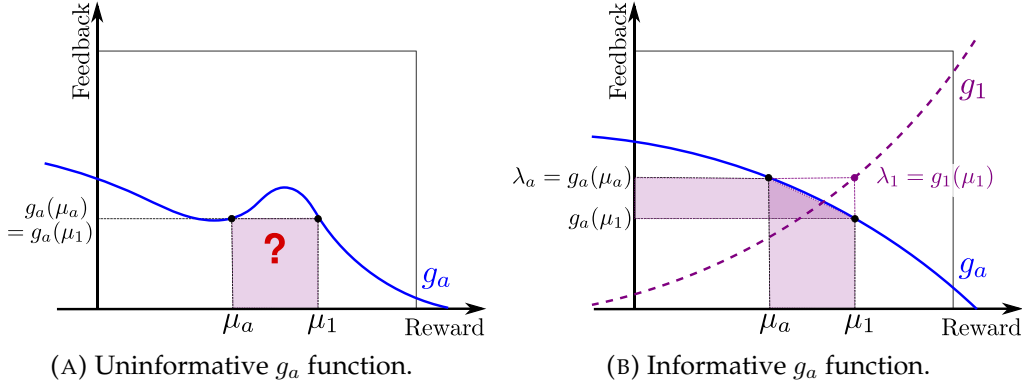 Feedback
g_a(μ_a)
= g_a(μ_1)
?
g_a
μ_a
μ_1
Reward
(A) Uninformative g_a function.
Feedback
g_1
λ_a = g_a(μ_a)
λ_1 = g_1(μ_1)
g_a(μ_1)
g_a
μ_a
μ_1
Reward
(B) Informative g_a function.